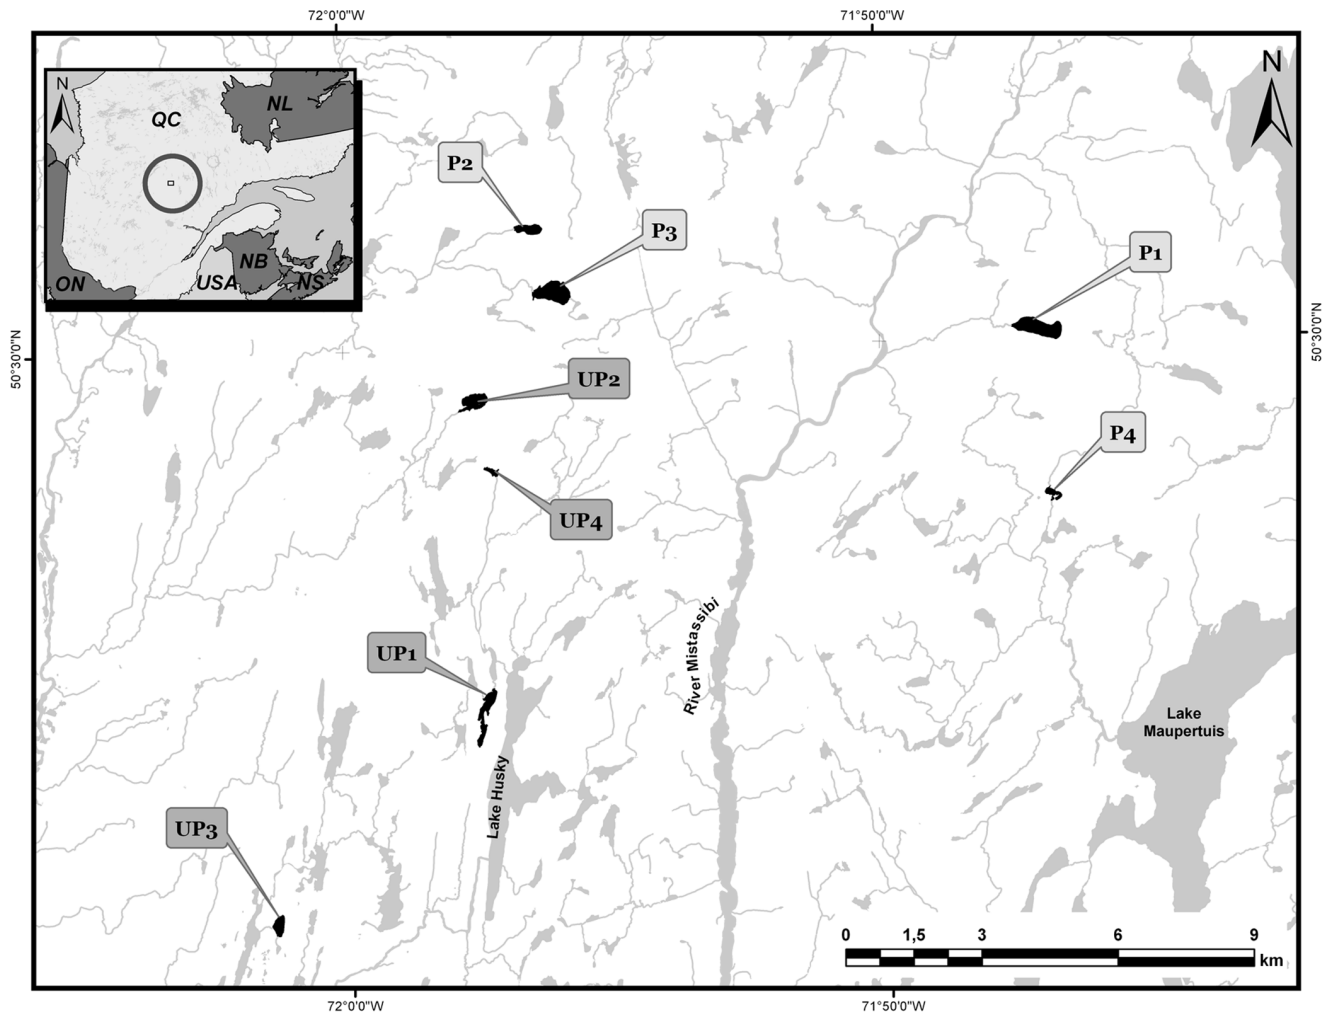 72°0'0"W
71°50'0"W
N
N
NL
QC
P2
P3
P1
NB
USA
NS
ON
50°30'0"N
50°30'0"N
UP2
P4
UP4
River Mistassibi
UP1
Lake
Maupertuis
Lake Husky
UP3
0
1,5
3
6
9
km
72°0'0"W
71°50'0"W